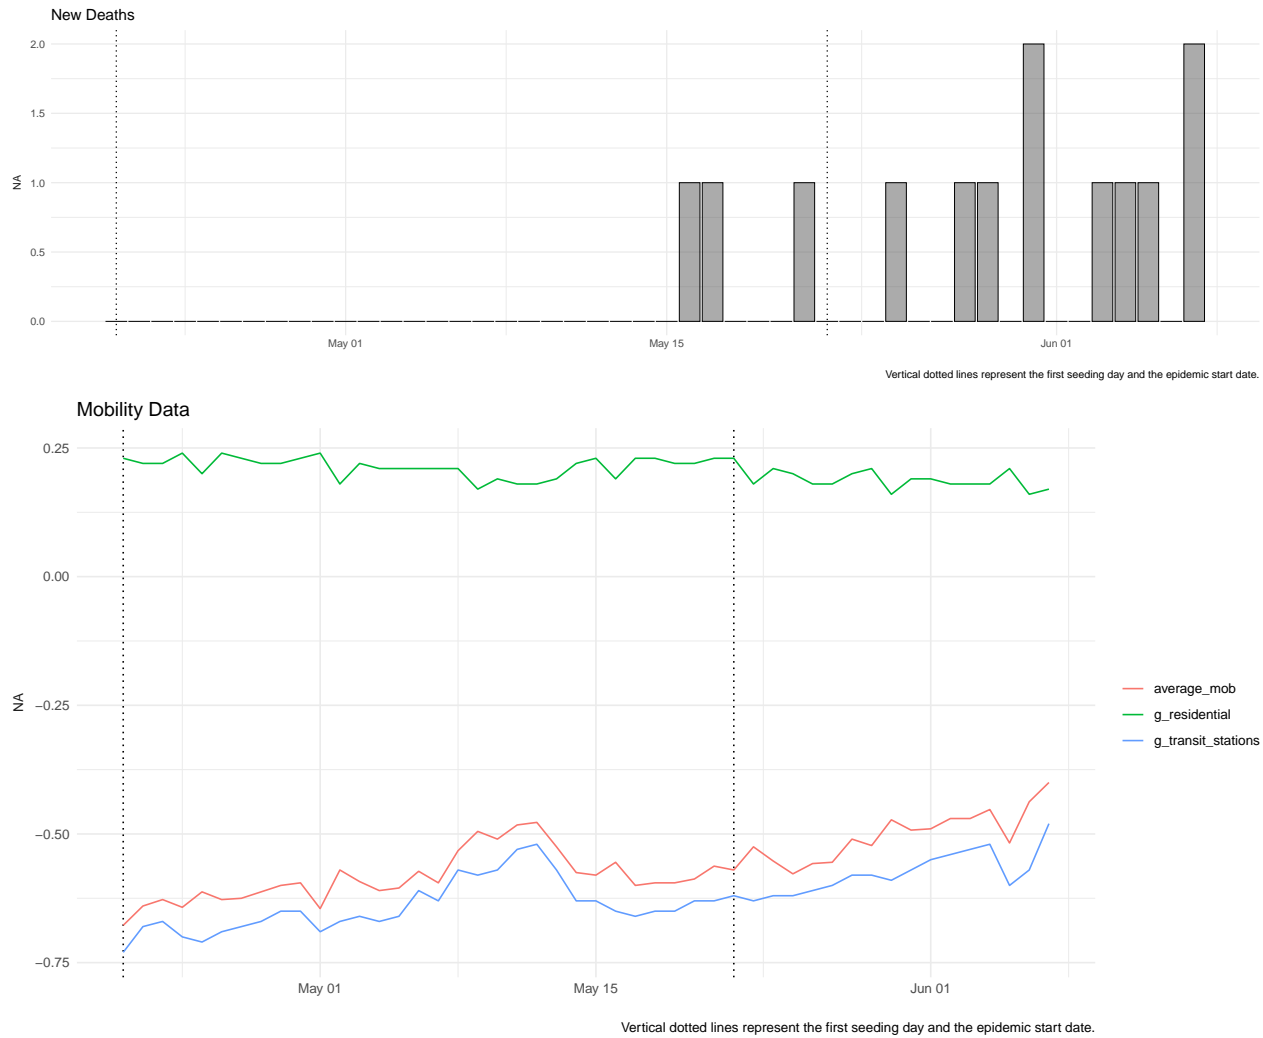 New Deaths
2.0
1.5
1.0
0.5
0.0
NA
May 01 May 15 Jun 01
Vertical dotted lines represent the first seeding day and the epidemic start date.
Mobility Data
0.25
0.00
−0.25
−0.50
−0.75
NA
average_mob
g_residential
g_transit_stations
May 01 May 15 Jun 01
Vertical dotted lines represent the first seeding day and the epidemic start date.